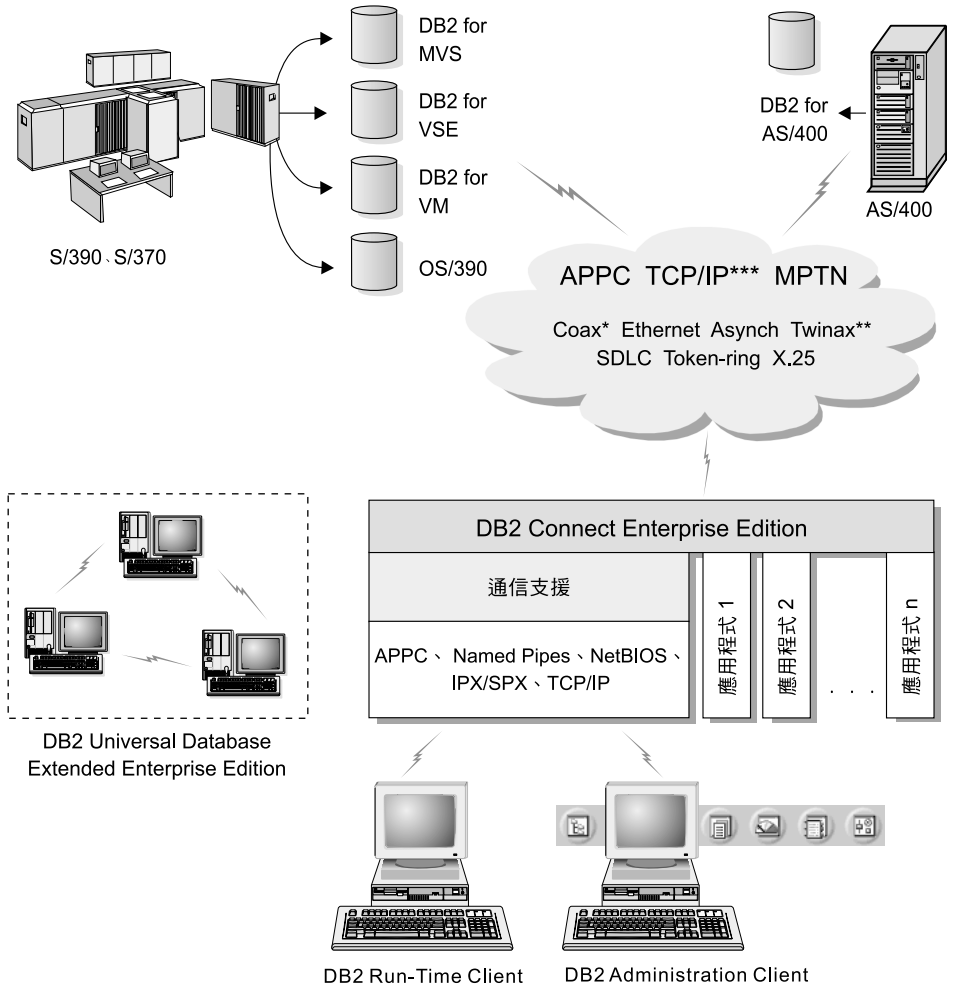 DB2 for
MVS
DB2 for
VSE
DB2 for
VM
OS/390
S/390、S/370
DB2 for
AS/400
AS/400
APPC TCP/IP*** MPTN
Coax* Ethernet Asynch Twinax**
SDLC Token-ring X.25
DB2 Universal Database
Extended Enterprise Edition
DB2 Connect Enterprise Edition
通信支援
APPC、 Named Pipes、NetBIOS、
IPX/SPX、TCP/IP
應用程式 1
應用程式 2
. . .
應用程式 n
DB2 Run-Time Client
DB2 Administration Client